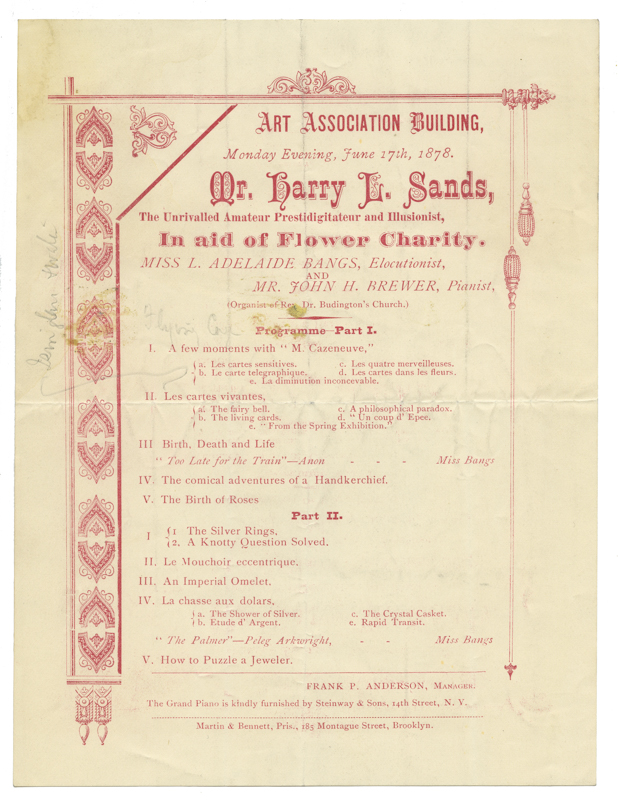 ART ASSOCIATION BUILDING,
Monday Evening, June 17th, 1878.
Mr. Harry L. Sands,
The Unrivalled Amateur Prestidigitateur and Illusionist,
In aid of Flower Charity.
MISS L. ADELAIDE BANGS, Elocutionist,
AND
MR. JOHN H. BREWER, Pianist,
(Organist of Rev. Dr. Budington's Church.)
Programme—Part I.
I. A few moments with "M. Cazeneuve,"
a. Les cartes sensitives. c. Les quatre merveilleuses.
b. Le carte telegraphique. d. Les cartes dans les fleurs.
e. La diminution inconcevable.
II. Les cartes vivantes,
a. The fairy bell. c. A philosophical paradox.
b. The living cards. d. "Un coup d' Epee.
e. "From the Spring Exhibition."
III Birth, Death and Life
"Too Late for the Train"—Anon - - - Miss Bangs
IV. The comical adventures of a Handkerchief.
V. The Birth of Roses
Part II.
I {1 The Silver Rings,
{2. A Knotty Question Solved.
II. Le Mouchoir eccentrique.
III. An Imperial Omelet.
IV. La chasse aux dolars,
a. The Shower of Silver. c. The Crystal Casket.
b. Etude d' Argent. e. Rapid Transit.
"The Palmer"—Peleg Arkwright, - - Miss Bangs
V. How to Puzzle a Jeweler.
FRANK P. ANDERSON, MANAGER.
The Grand Piano is kindly furnished by Steinway & Sons, 14th Street, N. Y.
Martin & Bennett, Pris., 185 Montague Street, Brooklyn.